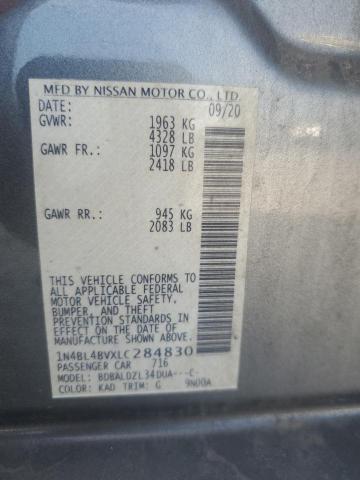 MFD BY NISSAN MOTOR CO., LTD.
DATE: 09/20
GVWR: 1963 KG
4328 LB
GAWR FR.: 1097 KG
2418 LB
GAWR RR.: 945 KG
2083 LB
THIS VEHICLE CONFORMS TO
ALL APPLICABLE FEDERAL
MOTOR VEHICLE SAFETY,
BUMPER, AND THEFT
PREVENTION STANDARDS IN
EFFECT ON THE DATE OF
MANUFACTURE SHOWN ABOVE
1N4BL4BVXLC284830
PASSENGER CAR 716
MODEL: BDBALDZL34DUA---C-
COLOR: KAD TRIM: G 9N00A